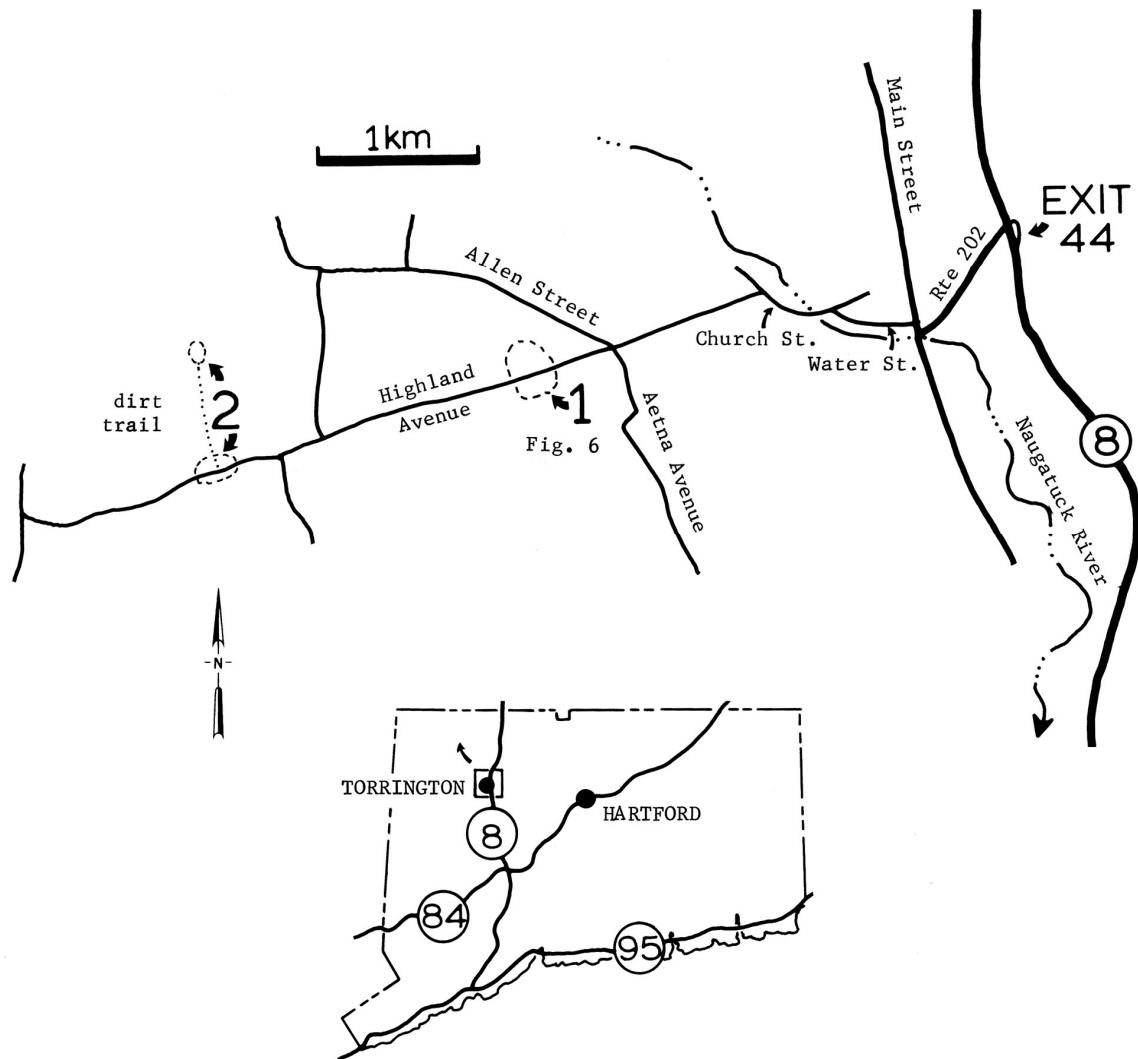 1km
Main Street
EXIT
44
Rte 202
Allen Street
Church St.
Water St.
Highland
Avenue
1
Fig. 6
dirt
trail
2
Aetna Avenue
Naugatuck River
8
-N-
TORRINGTON
HARTFORD
8
84
95